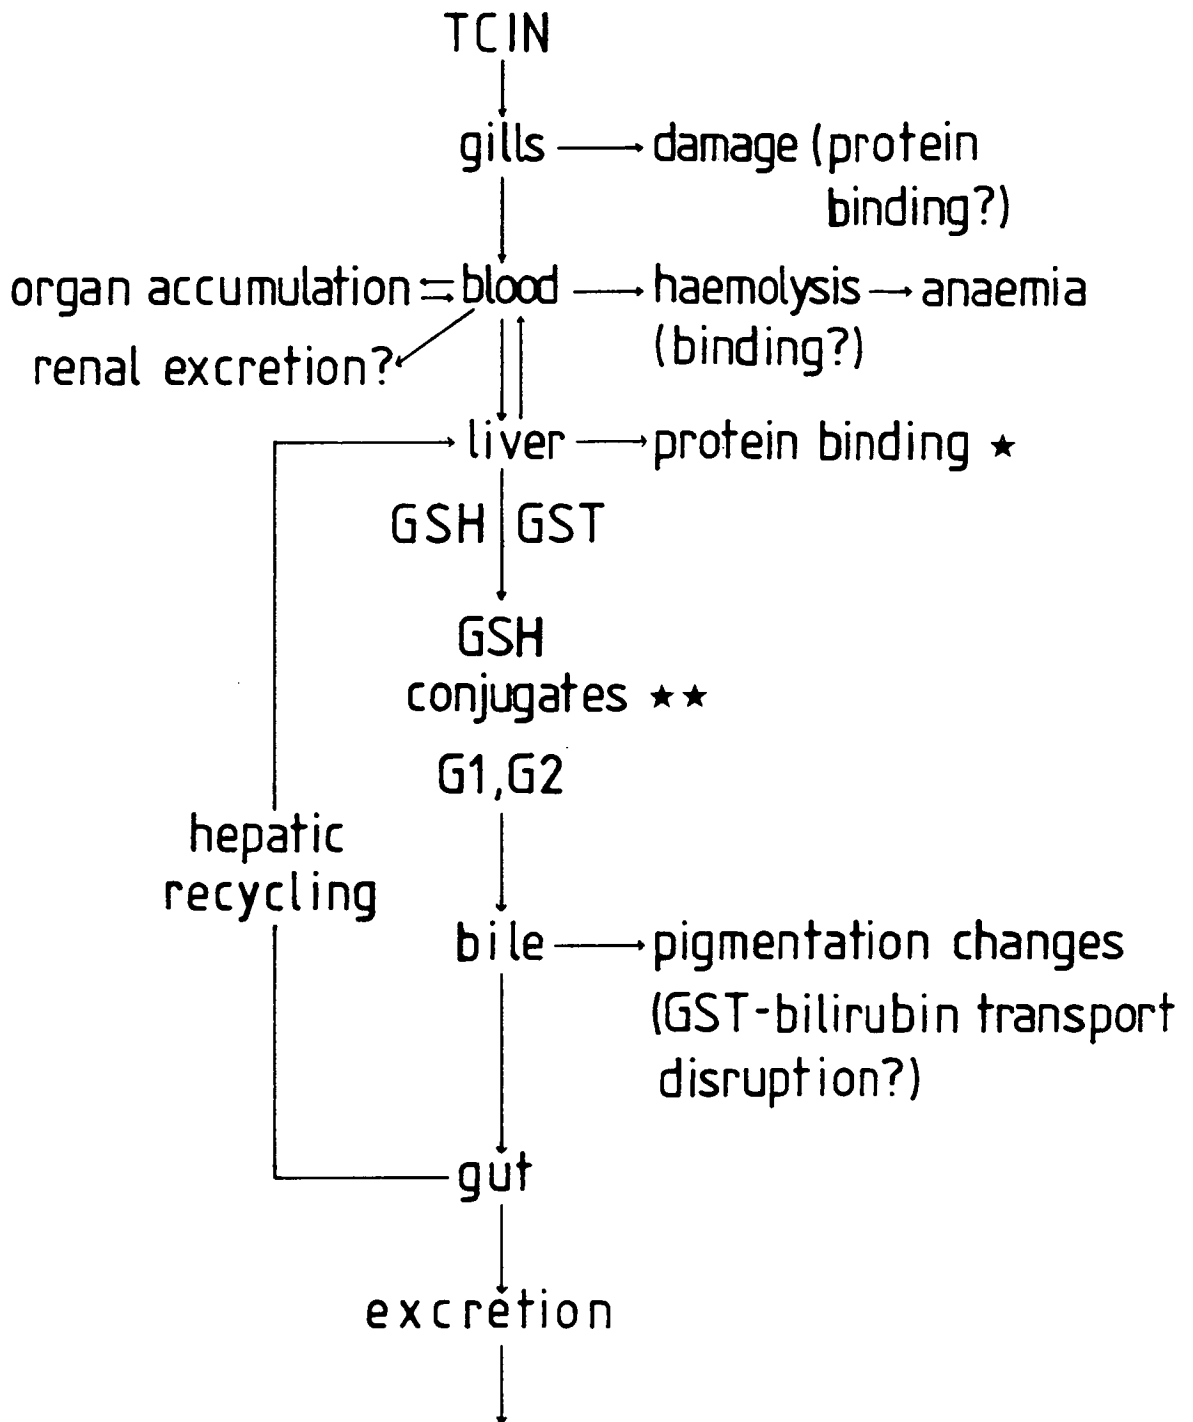 TCIN
gills
damage (protein
binding?)
organ accumulation
blood
haemolysis
anaemia
(binding?)
renal excretion?
liver
protein binding ★
GSH
GST
GSH
conjugates ★★
G1,G2
hepatic
recycling
bile
pigmentation changes
(GST-bilirubin transport
disruption?)
gut
excretion